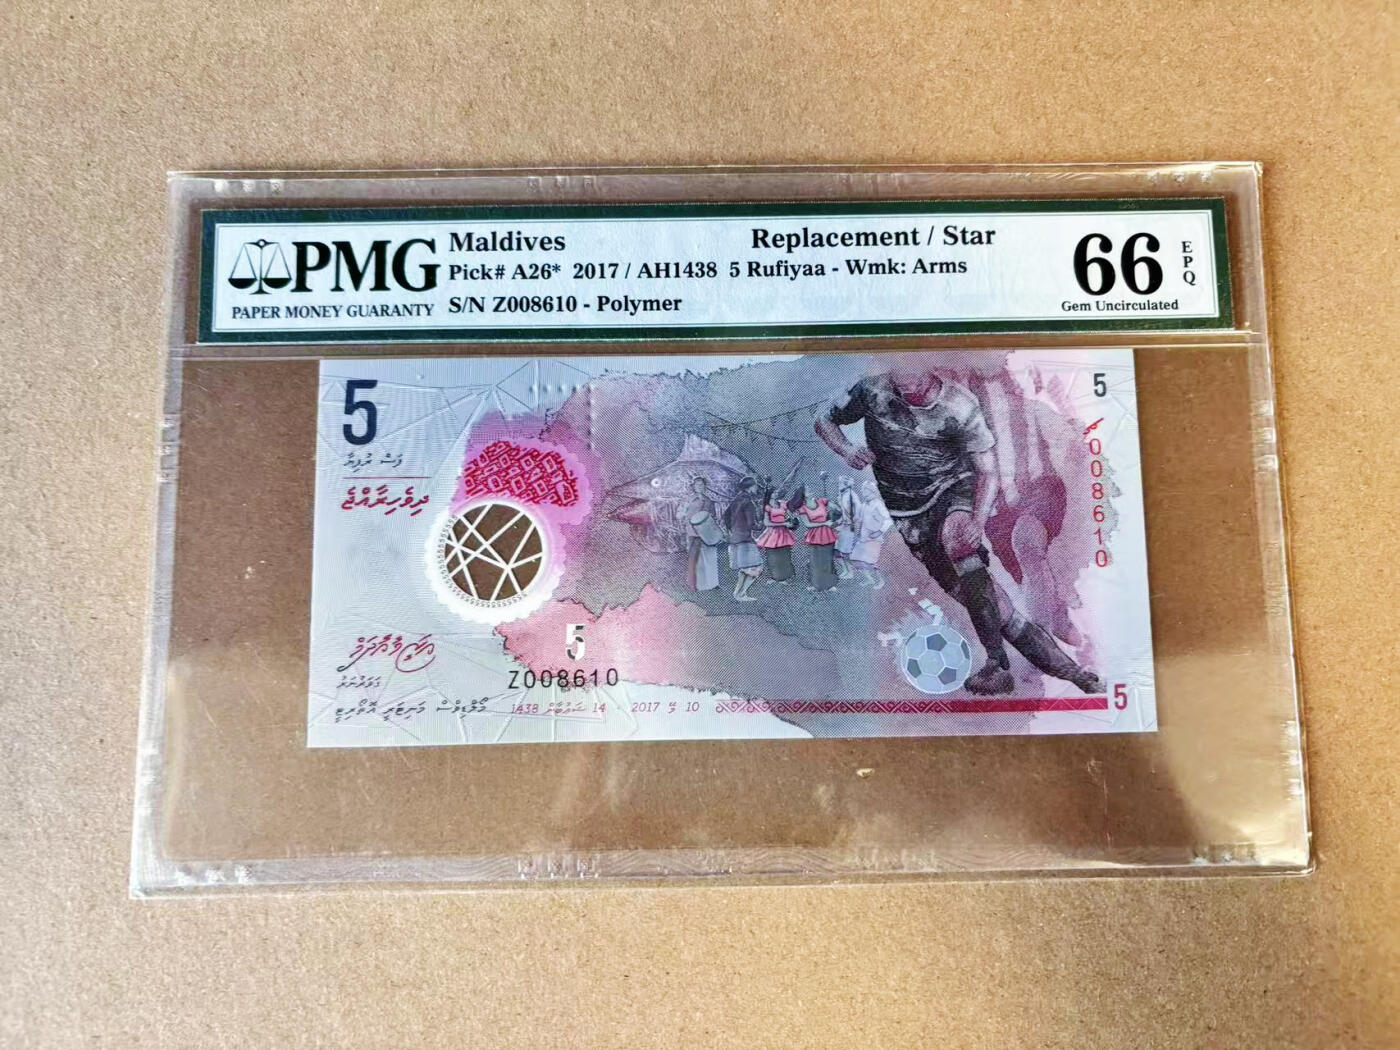 PMG
PAPER MONEY GUARANTY
Maldives
Replacement / Star
Pick# A26* 2017 / AH1438 5 Rufiyaa - Wmk: Arms
S/N Z008610 - Polymer
66
EPQ
Gem Uncirculated
5
5
ފަސް ރުފިޔާ
ދިވެހިރާއްޖެ
008610
5
Z008610
ގަވަރުނަރު
މޯލްޑިވްސް މަނިޓަރީ އޮތޯރިޓީ
10 މޭ 2017 - 14 ޝަޢުބާން 1438
5